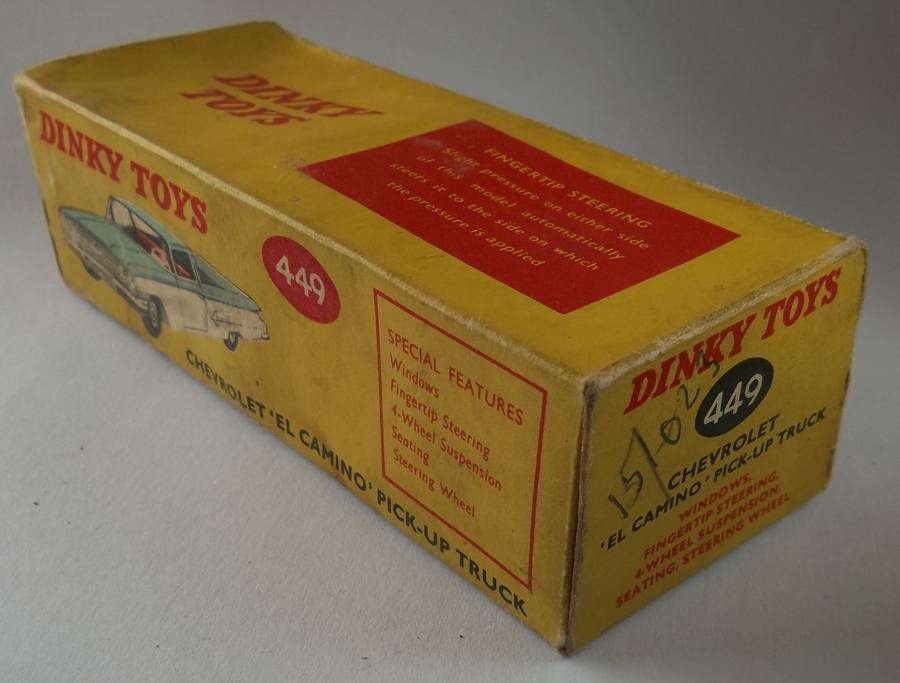 DINKY
TOYS
FINGERTIP STEERING
Slight pressure on either side
of this model automatically
steers it to the side on which
the pressure is applied
DINKY TOYS
449
CHEVROLET 'EL CAMINO' PICK-UP TRUCK
SPECIAL FEATURES
Windows
Fingertip Steering
4-Wheel Suspension
Seating
Steering Wheel
DINKY TOYS
449
CHEVROLET
'EL CAMINO' PICK-UP TRUCK
WINDOWS,
FINGERTIP STEERING,
4-WHEEL SUSPENSION,
SEATING, STEERING WHEEL